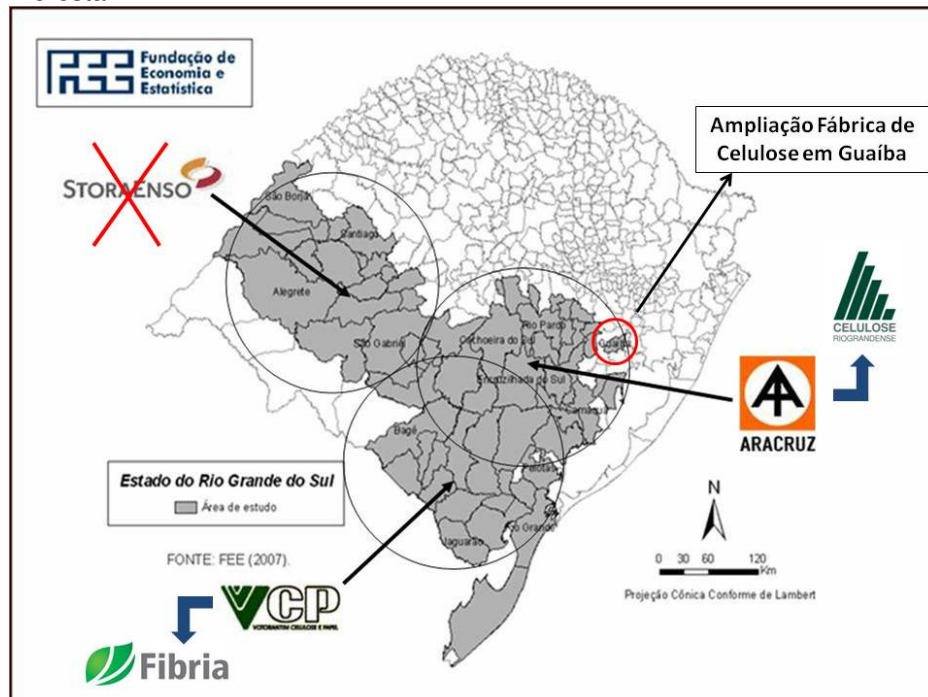 FEE
Fundação de
Economia e
Estatística
Ampliação Fábrica de
Celulose em Guaíba
STORAENSO
São Borja
Santiago
Alegrete
São Gabriel
Cachoeira do Sul
Rio Pardo
Guaíba
Encruzilhada do Sul
Camaquã
Bagé
Pelotas
Rio Grande
Jaguarão
CELULOSE
RIOGRANDENSE
ARACRUZ
Estado do Rio Grande do Sul
Área de estudo
FONTE: FEE (2007).
N
0 30 60 120
Km
Projeção Cônica Conforme de Lambert
VCP
VOTORANTIM CELULOSE E PAPEL
Fibria